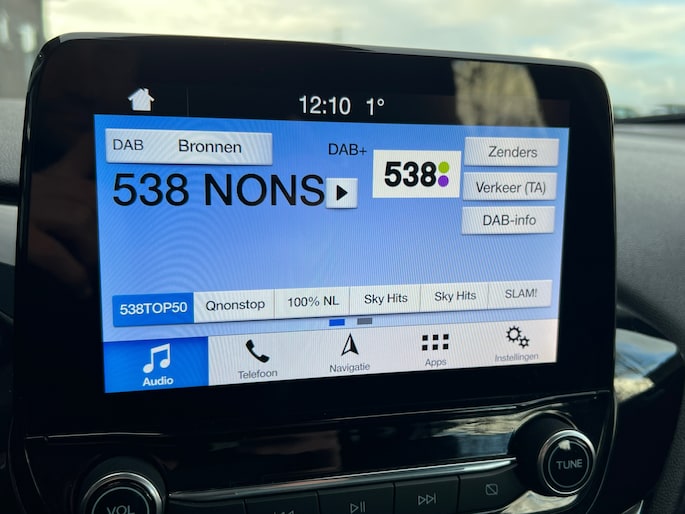 12:10 1°
DAB Bronnen
DAB+
538
Zenders
538 NONS
Verkeer (TA)
DAB-info
538TOP50 Qnonstop 100% NL Sky Hits Sky Hits SLAM!
Audio Telefoon Navigatie Apps Instellingen
VOL
TUNE